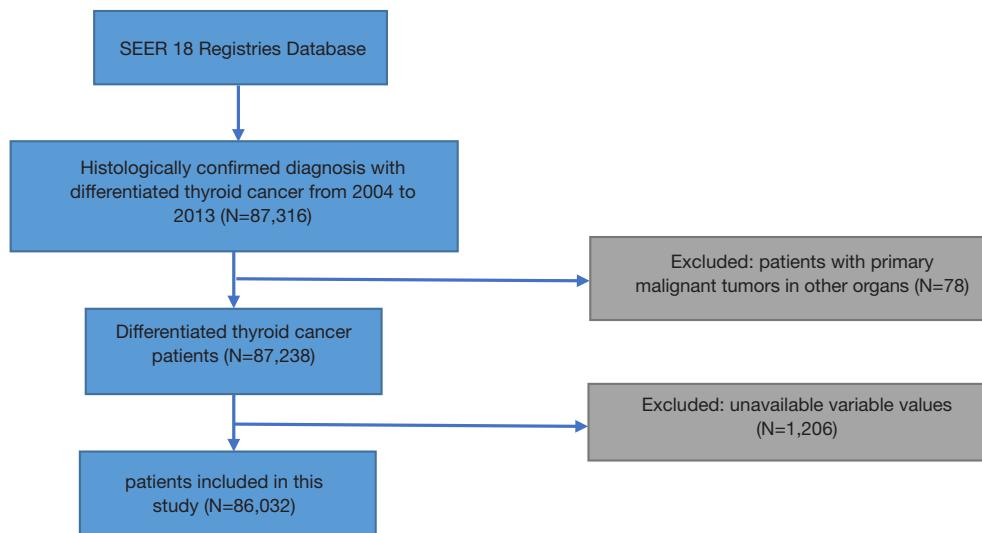 SEER 18 Registries Database
Histologically confirmed diagnosis with
differentiated thyroid cancer from 2004 to
2013 (N=87,316)
Excluded: patients with primary
malignant tumors in other organs (N=78)
Differentiated thyroid cancer
patients (N=87,238)
Excluded: unavailable variable values
(N=1,206)
patients included in this
study (N=86,032)